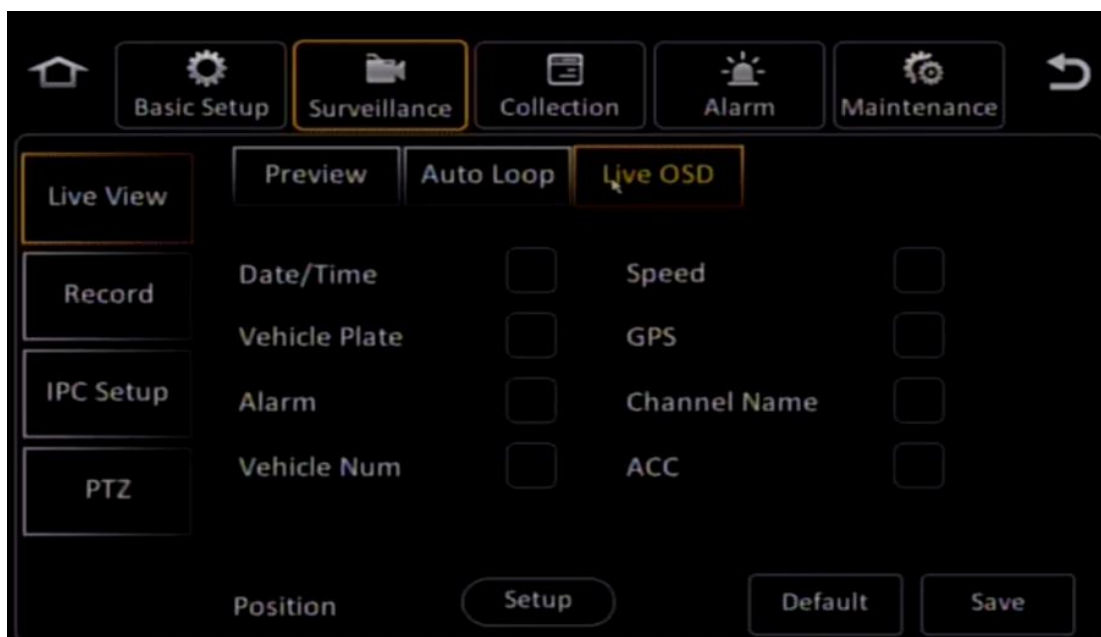 Basic Setup
Surveillance
Collection
Alarm
Maintenance
Live View
Record
IPC Setup
PTZ
Preview
Auto Loop
Live OSD
Date/Time
Speed
Vehicle Plate
GPS
Alarm
Channel Name
Vehicle Num
ACC
Position
Setup
Default
Save